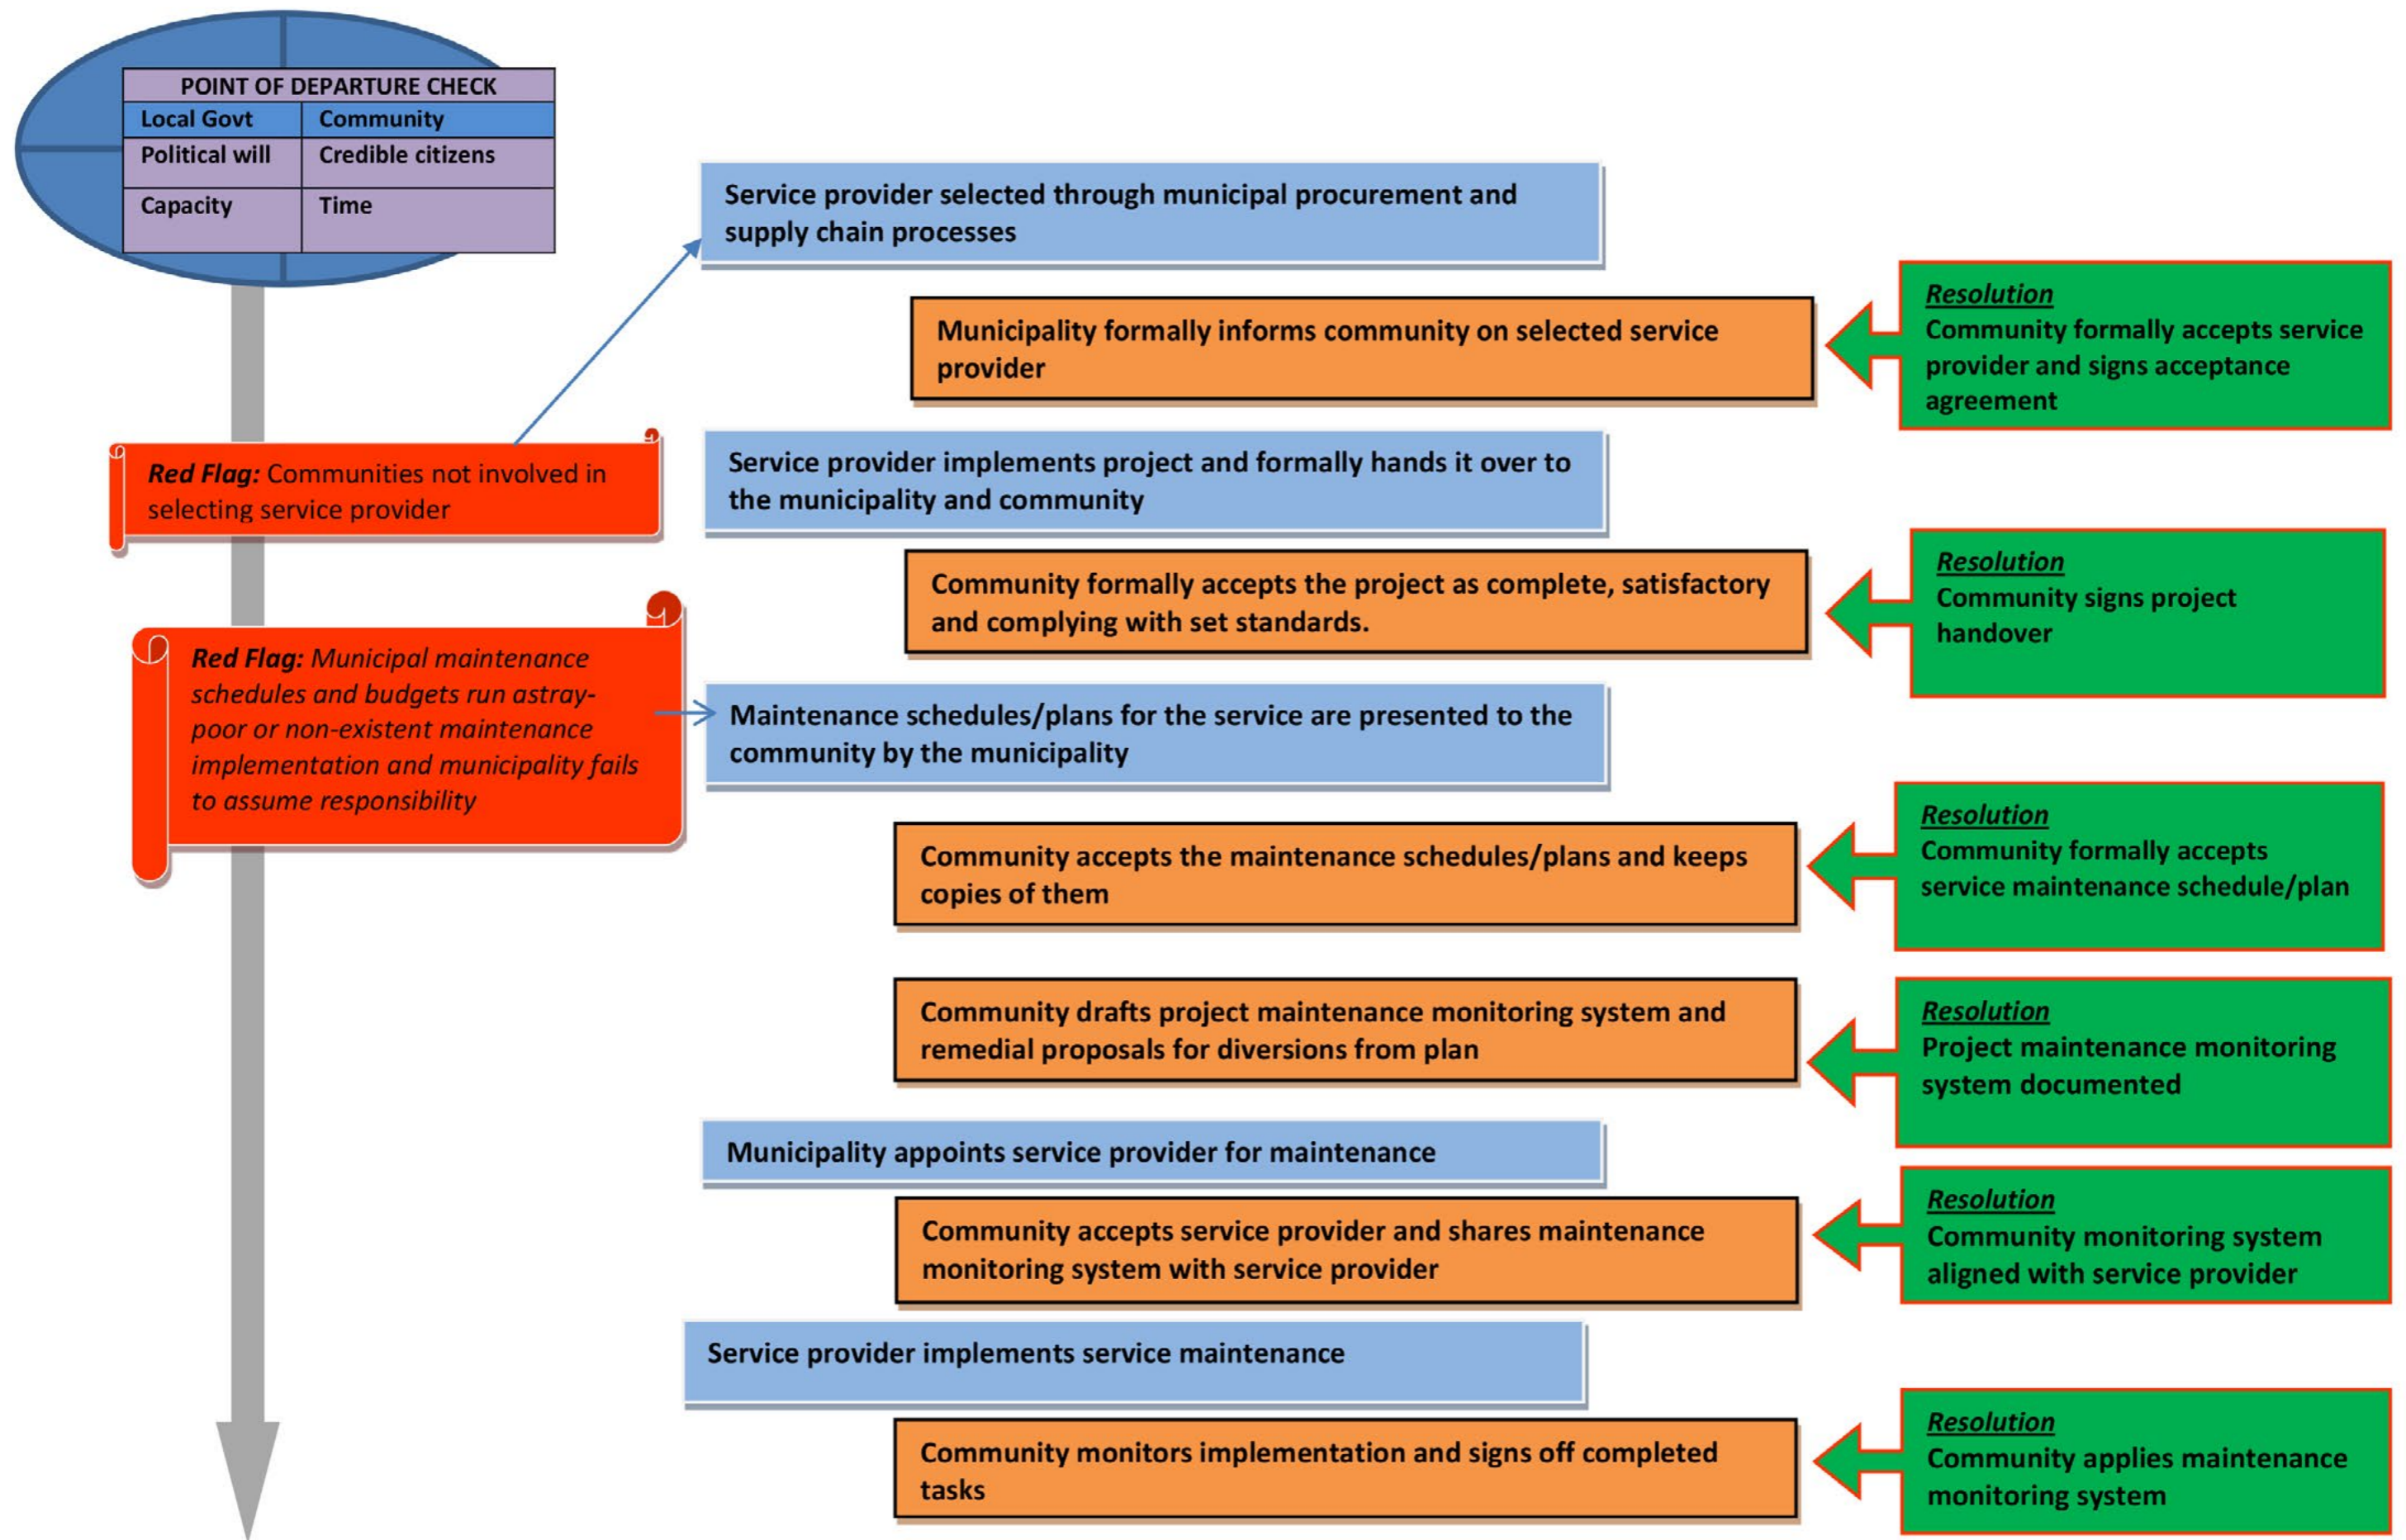 POINT OF DEPARTURE CHECK
Local Govt Community
Political will Credible citizens
Capacity Time
Service provider selected through municipal procurement and
supply chain processes
Municipality formally informs community on selected service
provider
Resolution
Community formally accepts service
provider and signs acceptance
agreement
Red Flag: Communities not involved in
selecting service provider
Service provider implements project and formally hands it over to
the municipality and community
Community formally accepts the project as complete, satisfactory
and complying with set standards.
Resolution
Community signs project
handover
Red Flag: Municipal maintenance
schedules and budgets run astray-
poor or non-existent maintenance
implementation and municipality fails
to assume responsibility
Maintenance schedules/plans for the service are presented to the
community by the municipality
Community accepts the maintenance schedules/plans and keeps
copies of them
Resolution
Community formally accepts
service maintenance schedule/plan
Community drafts project maintenance monitoring system and
remedial proposals for diversions from plan
Resolution
Project maintenance monitoring
system documented
Municipality appoints service provider for maintenance
Community accepts service provider and shares maintenance
monitoring system with service provider
Resolution
Community monitoring system
aligned with service provider
Service provider implements service maintenance
Community monitors implementation and signs off completed
tasks
Resolution
Community applies maintenance
monitoring system